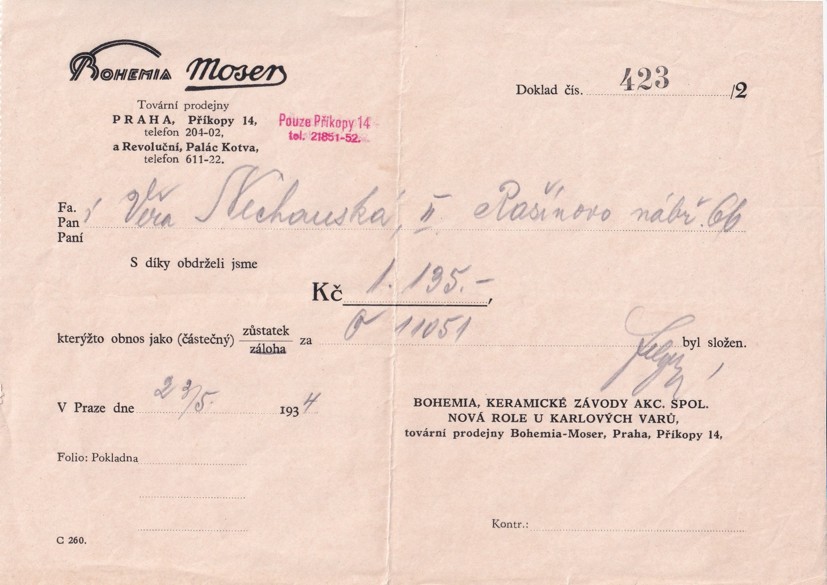 BOHEMIA Moser
Tovární prodejny
PRAHA, Příkopy 14,
telefon 204-02,
a Revoluční, Palác Kotva,
telefon 611-22.
Pouze Příkopy 14
tel. 21851-52.
Doklad čís. 423 /2
Fa.
Pan í Věra Nechanská, II. Rašínovo nábř. 66
Paní
S díky obdrželi jsme
Kč 1.135.-,
kterýžto obnos jako (částečný) zůstatek
záloha za 11051 byl složen.
V Praze dne 23/5. 1934
BOHEMIA, KERAMICKÉ ZÁVODY AKC. SPOL.
NOVÁ ROLE U KARLOVÝCH VARŮ,
tovární prodejny Bohemia-Moser, Praha, Příkopy 14,
Folio: Pokladna
Kontr.:
C 260.